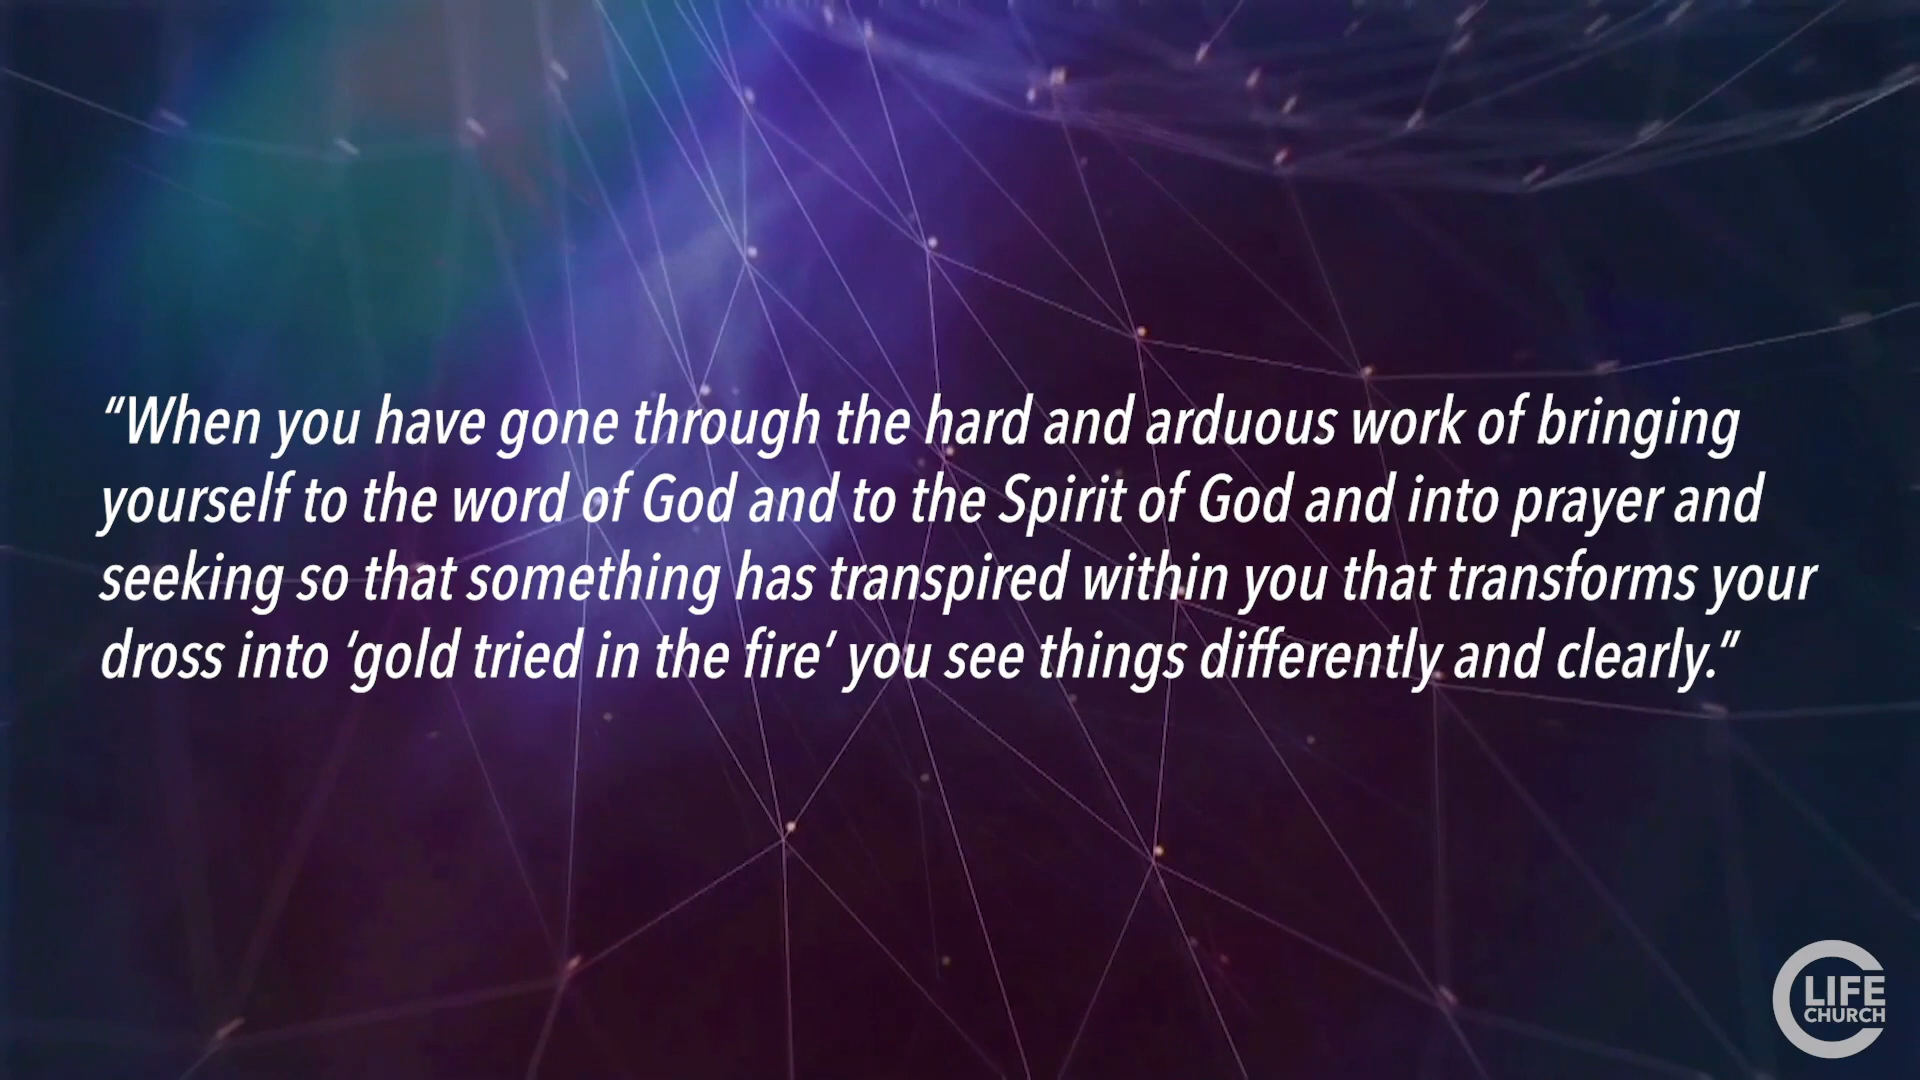 “When you have gone through the hard and arduous work of bringing
yourself to the word of God and to the Spirit of God and into prayer and
seeking so that something has transpired within you that transforms your
dross into ‘gold tried in the fire’ you see things differently and clearly.”
LIFE
CHURCH